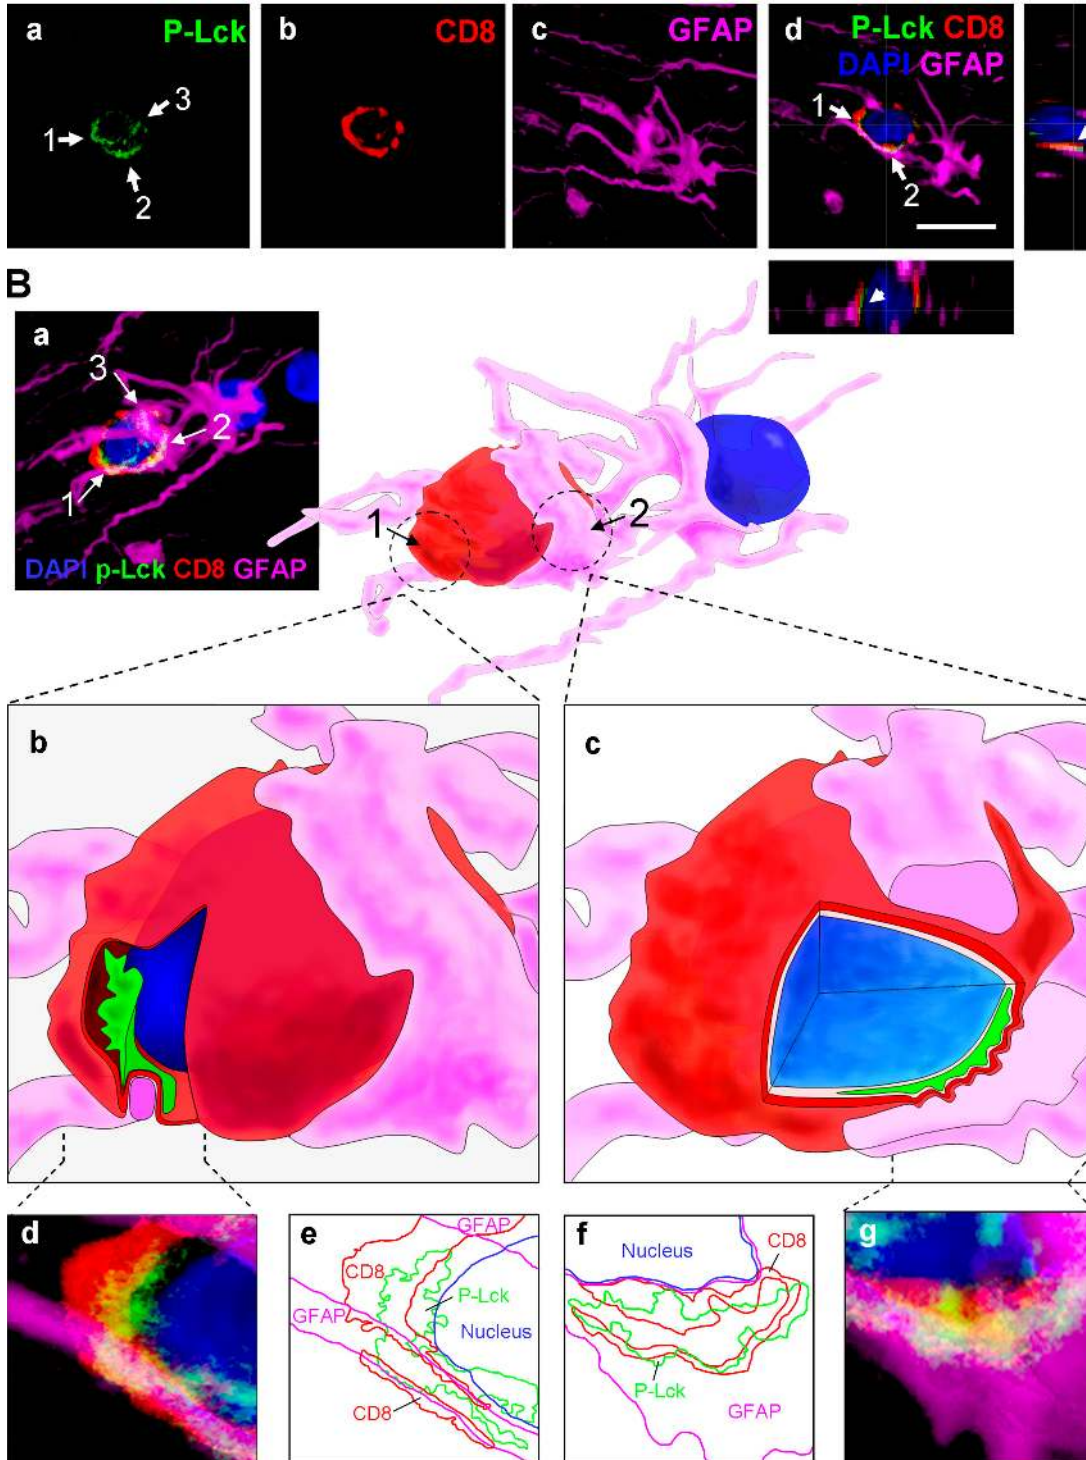 a P-Lck
1
2
3
b CD8
c GFAP
d P-Lck CD8
DAPI GFAP
1
2
B
a
3
2
1
DAPI p-Lck CD8 GFAP
1
2
b
c
d
e
GFAP
CD8
P-Lck
GFAP
Nucleus
CD8
f
Nucleus
CD8
P-Lck
GFAP
g